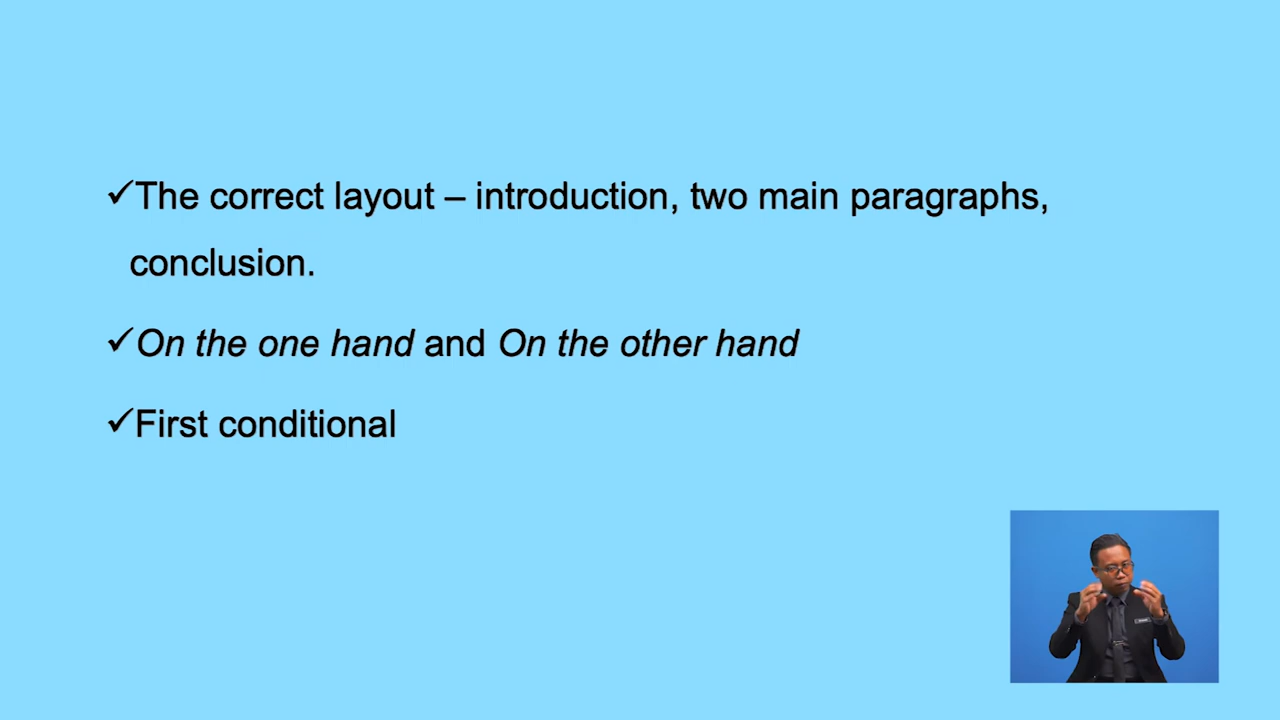 ✓The correct layout – introduction, two main paragraphs,
conclusion.
✓On the one hand and On the other hand
✓First conditional